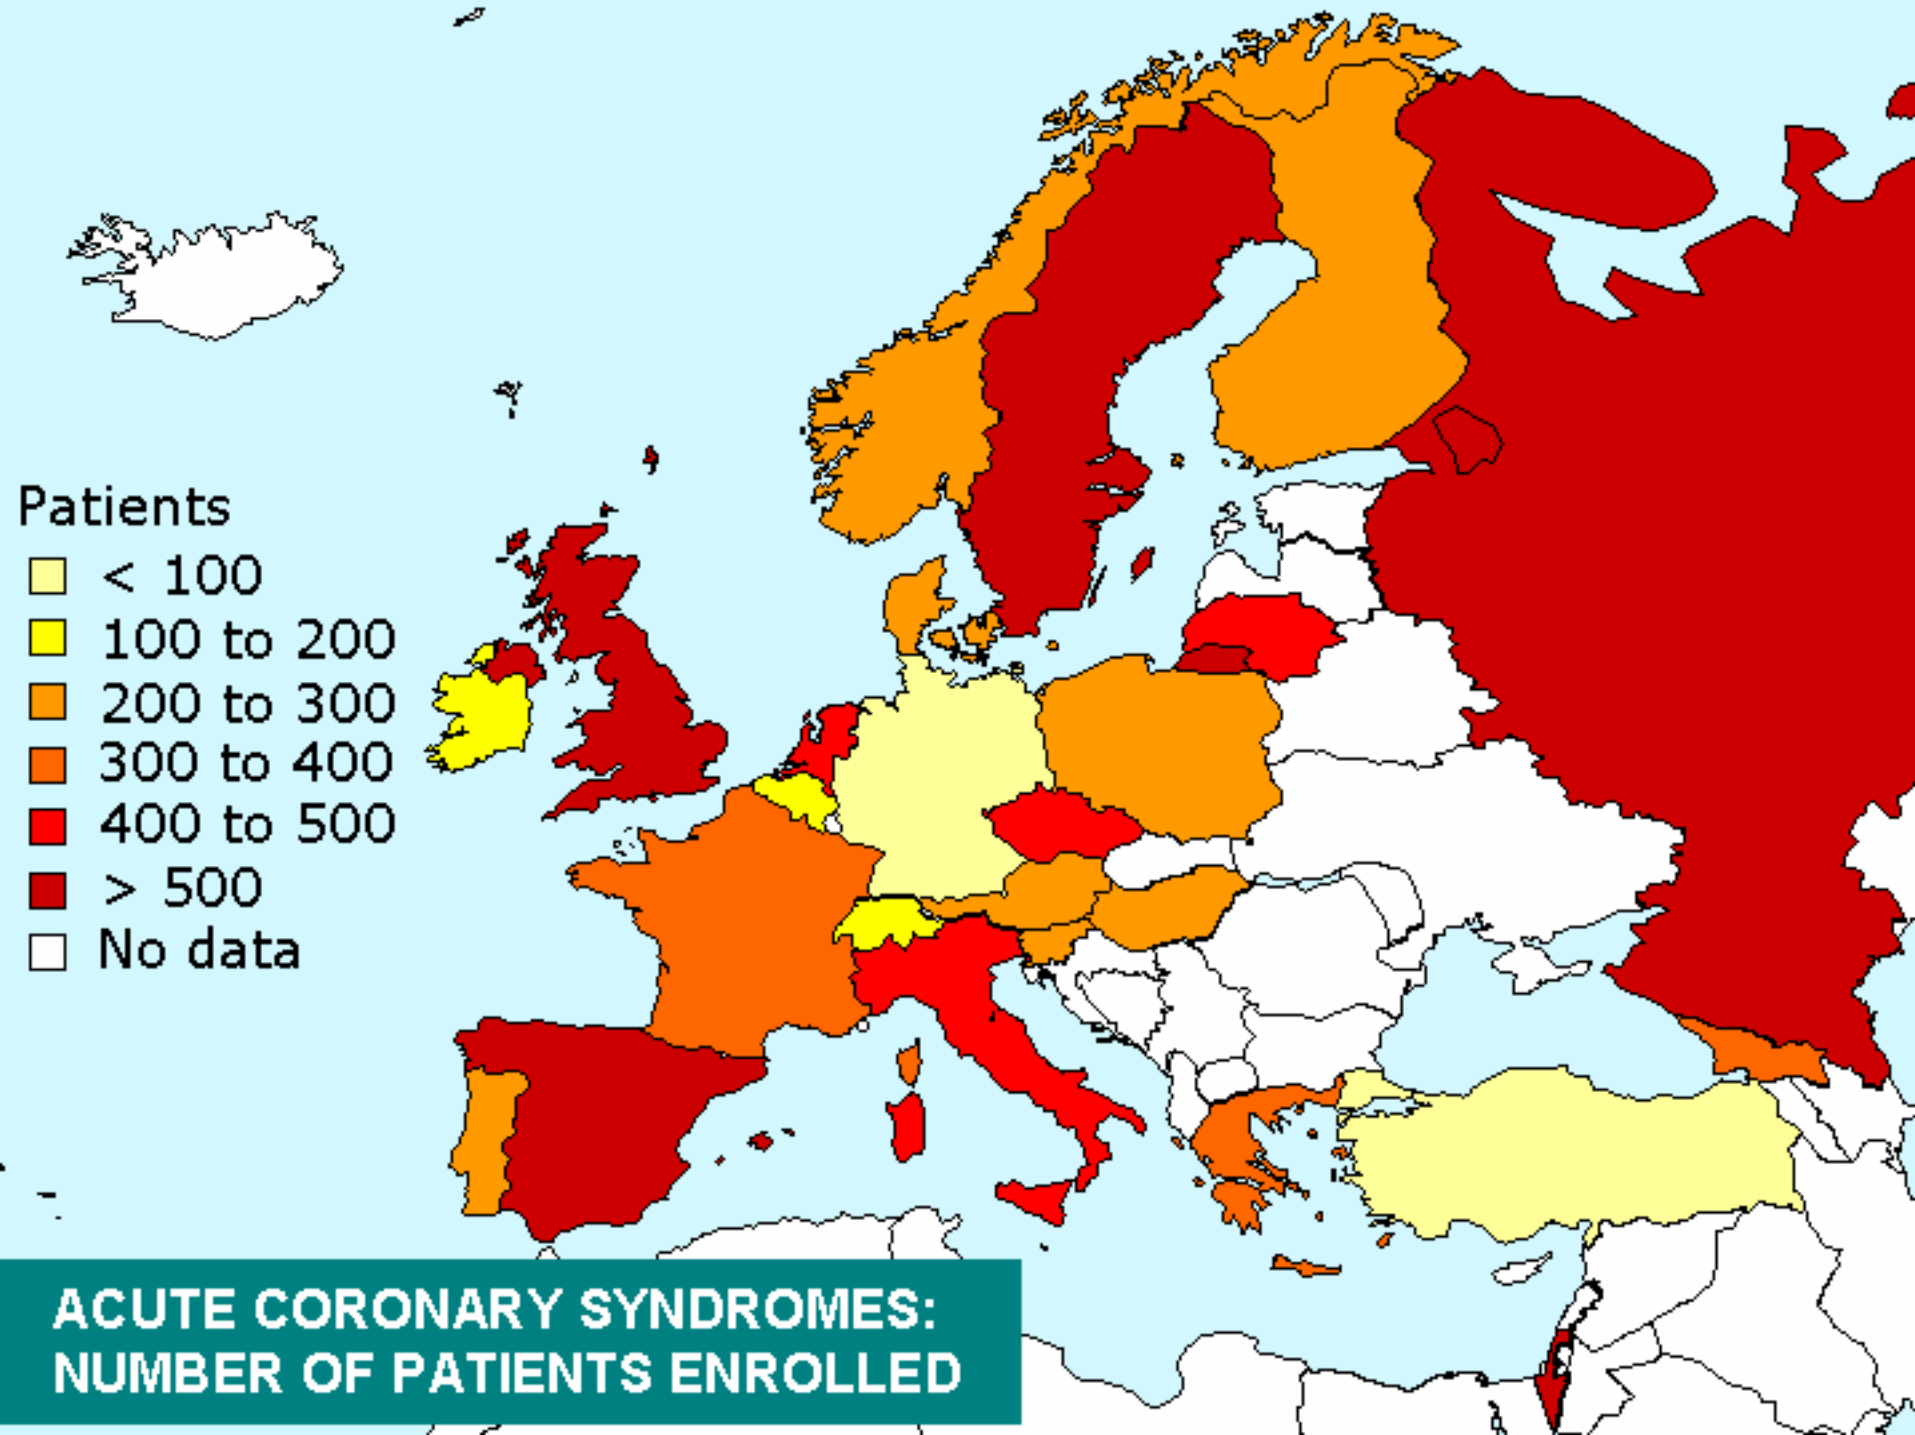 Patients
< 100
100 to 200
200 to 300
300 to 400
400 to 500
> 500
No data
ACUTE CORONARY SYNDROMES:
NUMBER OF PATIENTS ENROLLED